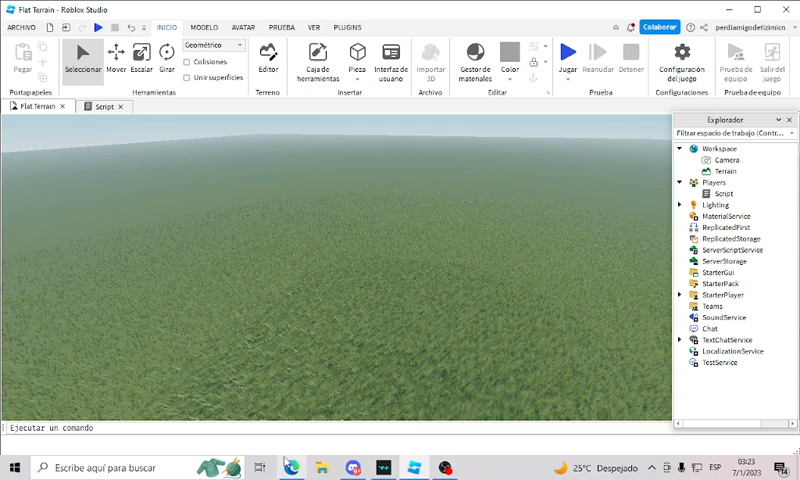 Flat Terrain - Roblox Studio
ARCHIVO INICIO MODELO AVATAR PRUEBA VER PLUGINS Colaborar perdiamigodetizimicn
Pegar Seleccionar Mover Escalar Girar Geométrico Colisiones Unir superficies Editor Caja de herramientas Pieza Interfaz de usuario Importar 3D Gestor de materiales Color Jugar Reanudar Detener Configuración del juego Prueba de equipo Salir del juego
Portapapeles Herramientas Terreno Insertar Archivo Editar Prueba Configuraciones Prueba de equipo
Flat Terrain Script
Explorador
Filtrar espacio de trabajo (Contr...
Workspace
Camera
Terrain
Players
Script
Lighting
MaterialService
ReplicatedFirst
ReplicatedStorage
ServerScriptService
ServerStorage
StarterGui
StarterPack
StarterPlayer
Teams
SoundService
Chat
TextChatService
LocalizationService
TestService
Ejecutar un comando
Escribe aquí para buscar 25°C Despejado ESP 03:23
7/1/2023 14